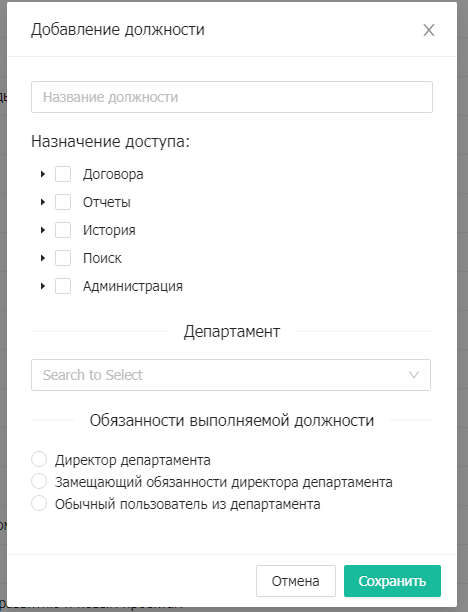 Добавление должности
Название должности
Назначение доступа:
Договора
Отчеты
История
Поиск
Администрация
Департамент
Search to Select
Обязанности выполняемой должности
Директор департамента
Замещающий обязанности директора департамента
Обычный пользователь из департамента
Отмена
Сохранить